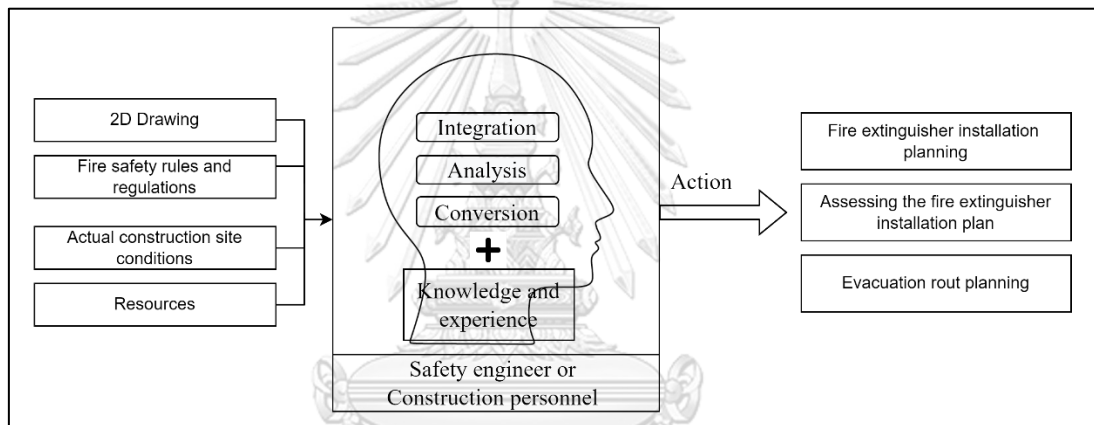 2D Drawing
Fire safety rules and
regulations
Actual construction site
conditions
Resources
Integration
Analysis
Conversion
+
Knowledge and
experience
Safety engineer or
Construction personnel
Action
Fire extinguisher installation
planning
Assessing the fire extinguisher
installation plan
Evacuation rout planning